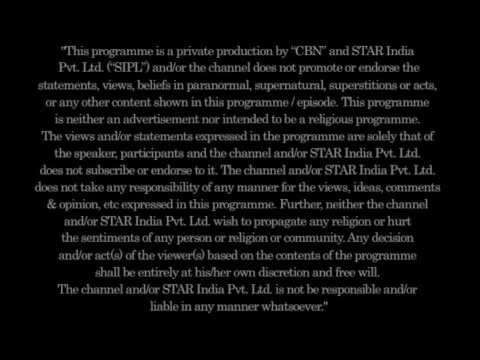 "This programme is a private production by “CBN” and STAR India
Pvt. Ltd. (“SIPL”) and/or the channel does not promote or endorse the
statements, views, beliefs in paranormal, supernatural, superstitions or acts,
or any other content shown in this programme / episode. This programme
is neither an advertisement nor intended to be a religious programme.
The views and/or statements expressed in the programme are solely that of
the speaker, participants and the channel and/or STAR India Pvt. Ltd.
does not subscribe or endorse to it. The channel and/or STAR India Pvt. Ltd.
does not take any responsibility of any manner for the views, ideas, comments
& opinion, etc expressed in this programme. Further, neither the channel
and/or STAR India Pvt. Ltd. wish to propagate any religion or hurt
the sentiments of any person or religion or community. Any decision
and/or act(s) of the viewer(s) based on the contents of the programme
shall be entirely at his/her own discretion and free will.
The channel and/or STAR India Pvt. Ltd. is not be responsible and/or
liable in any manner whatsoever."